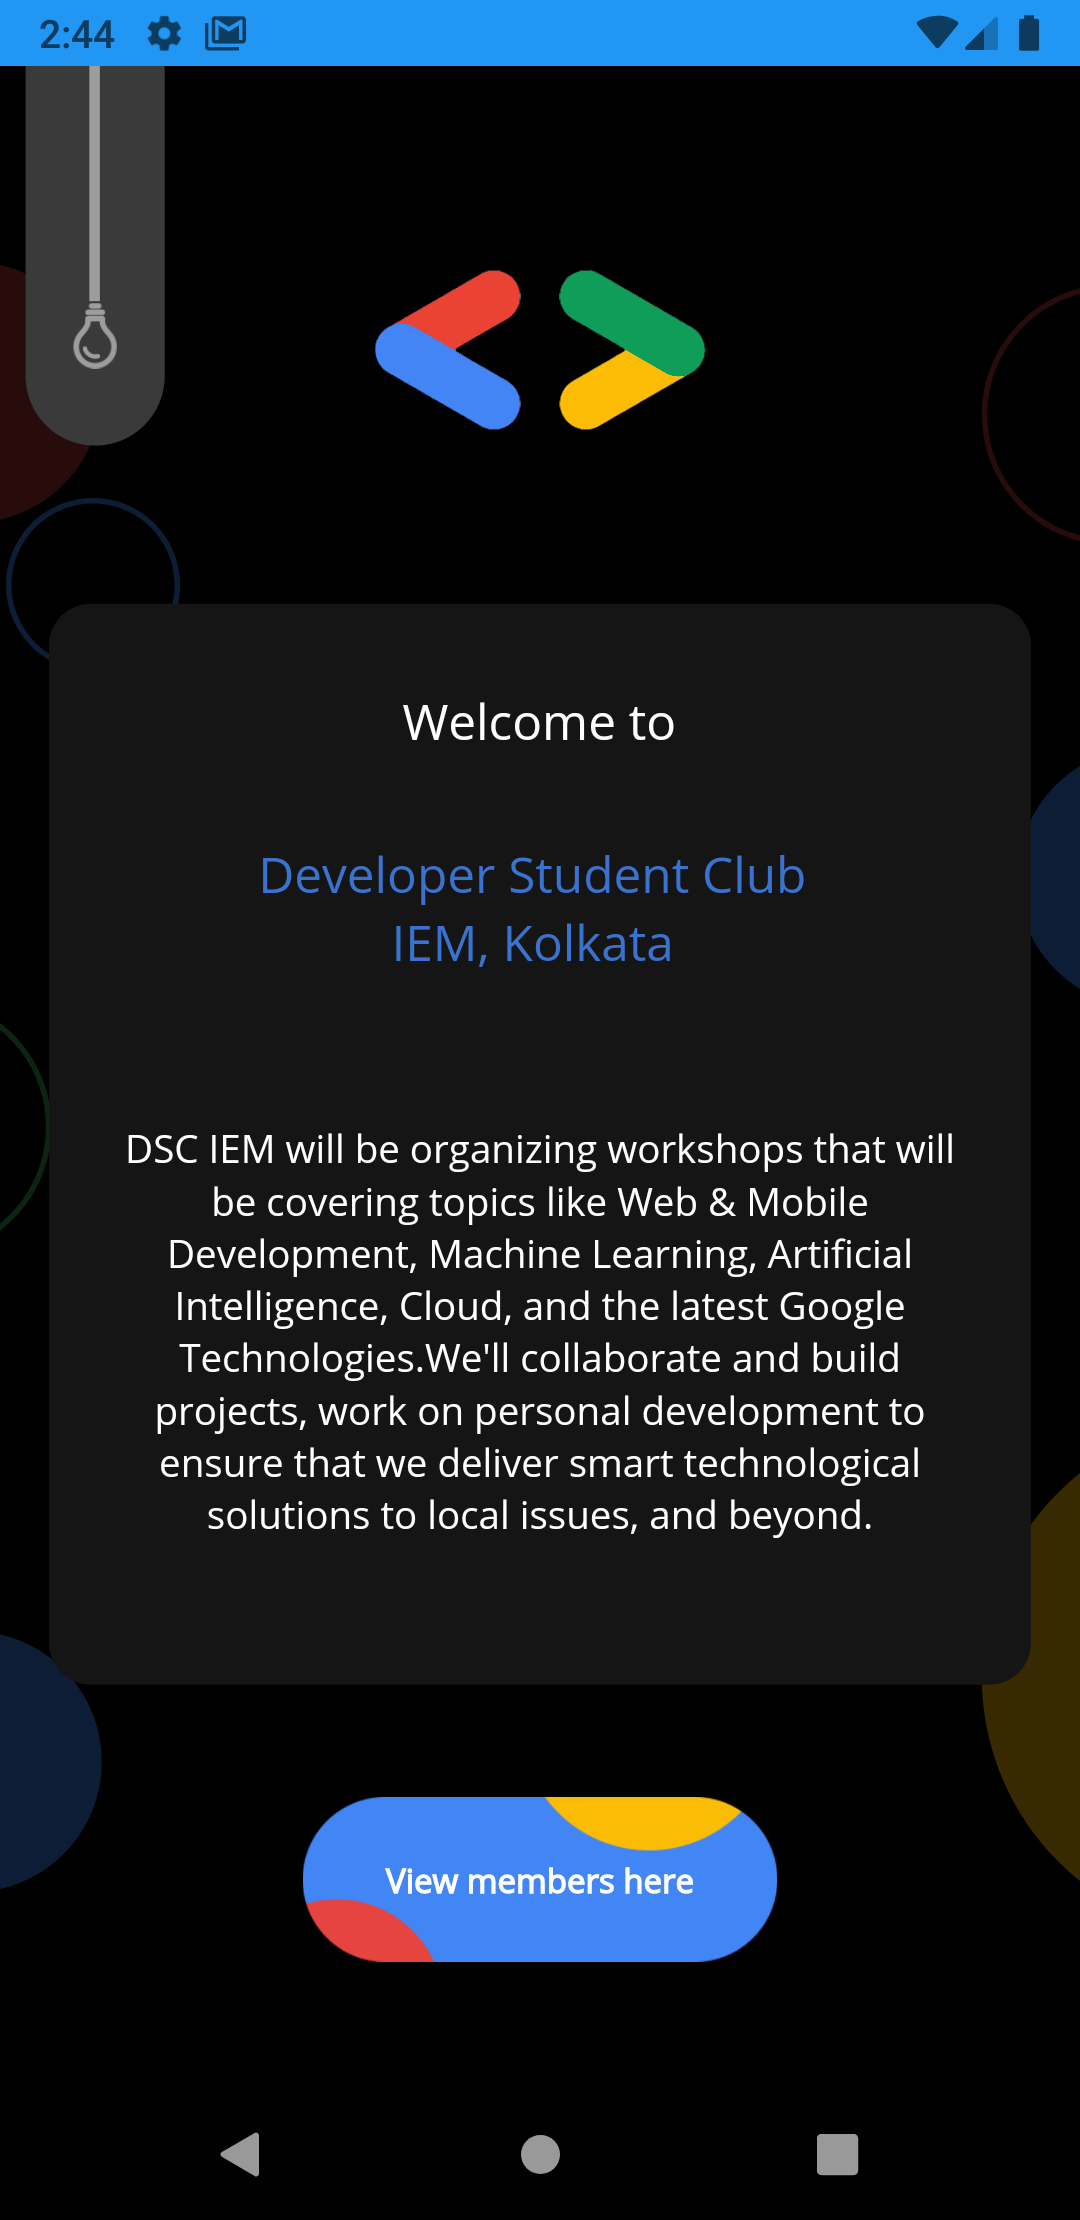 2:44
Welcome to
Developer Student Club
IEM, Kolkata
DSC IEM will be organizing workshops that will
be covering topics like Web & Mobile
Development, Machine Learning, Artificial
Intelligence, Cloud, and the latest Google
Technologies.We'll collaborate and build
projects, work on personal development to
ensure that we deliver smart technological
solutions to local issues, and beyond.
View members here